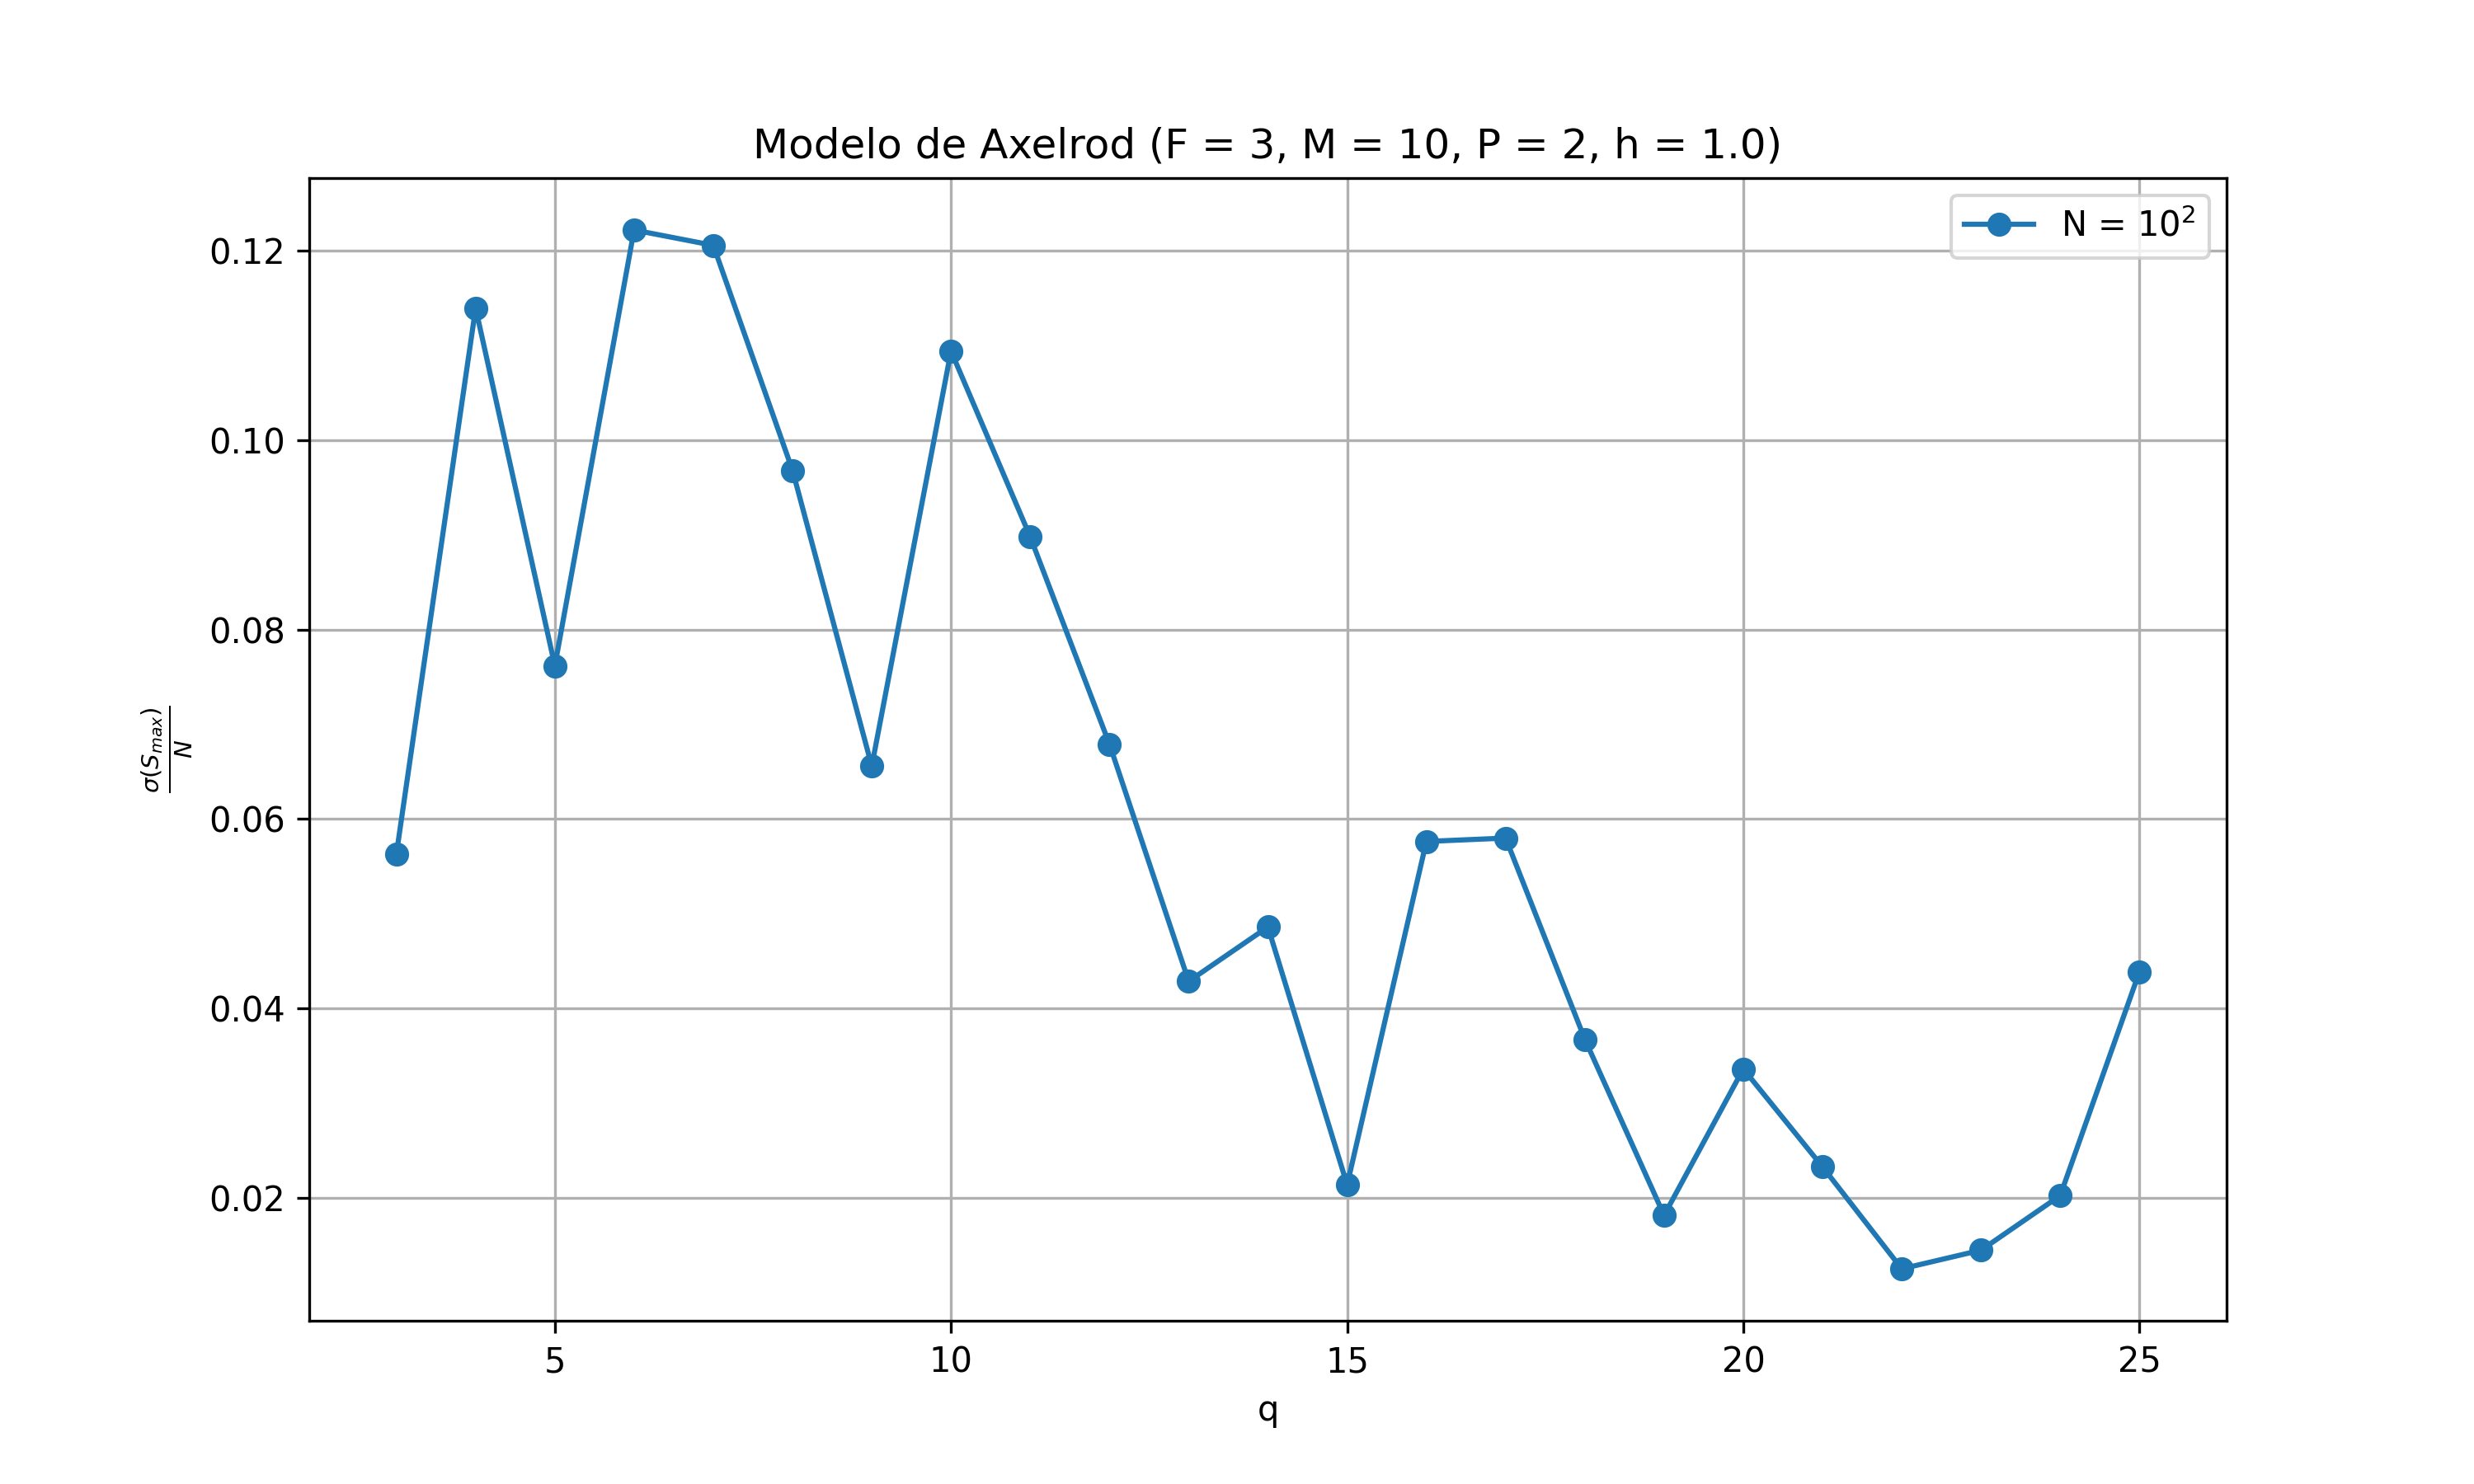 Modelo de Axelrod (F = 3, M = 10, P = 2, h = 1.0)
N = 10²
0.12
0.10
0.08
0.06
0.04
0.02
σ(S_max)
N
5 10 15 20 25
q